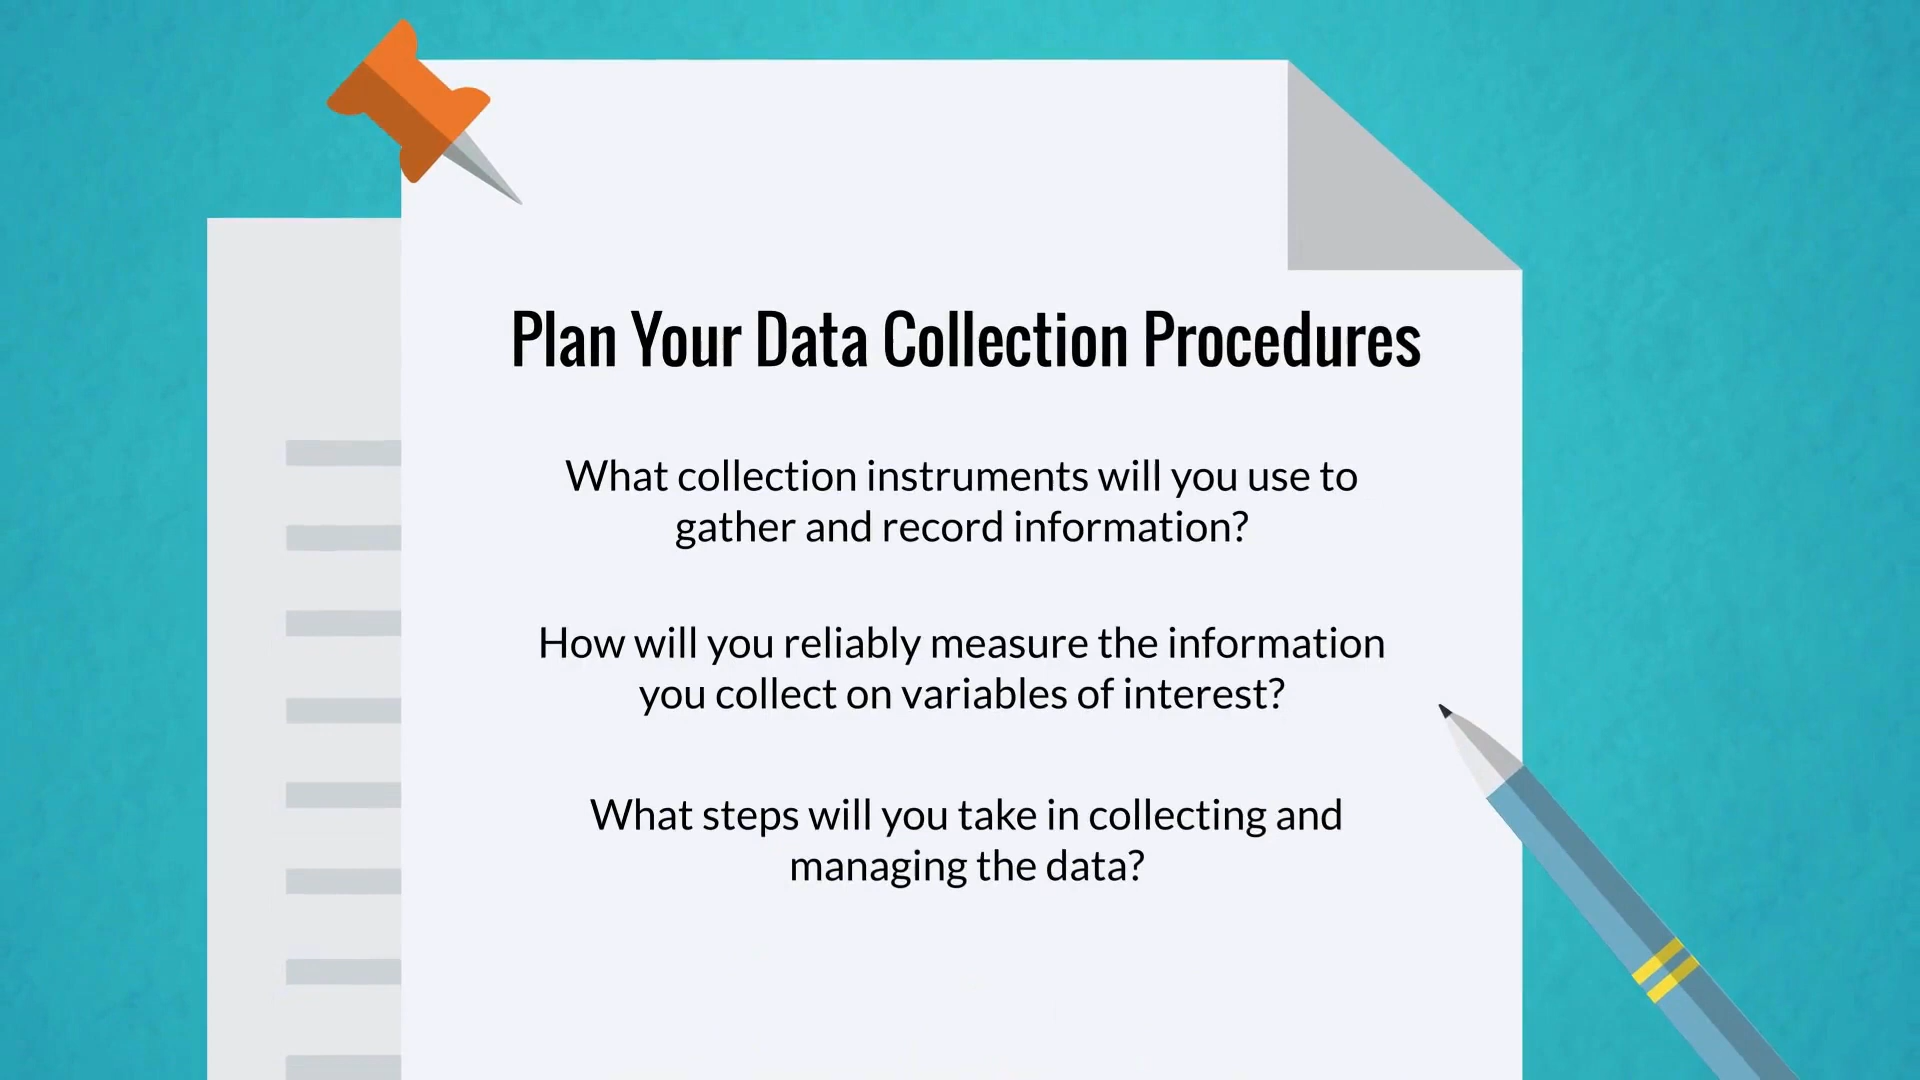 Plan Your Data Collection Procedures
What collection instruments will you use to
gather and record information?
How will you reliably measure the information
you collect on variables of interest?
What steps will you take in collecting and
managing the data?